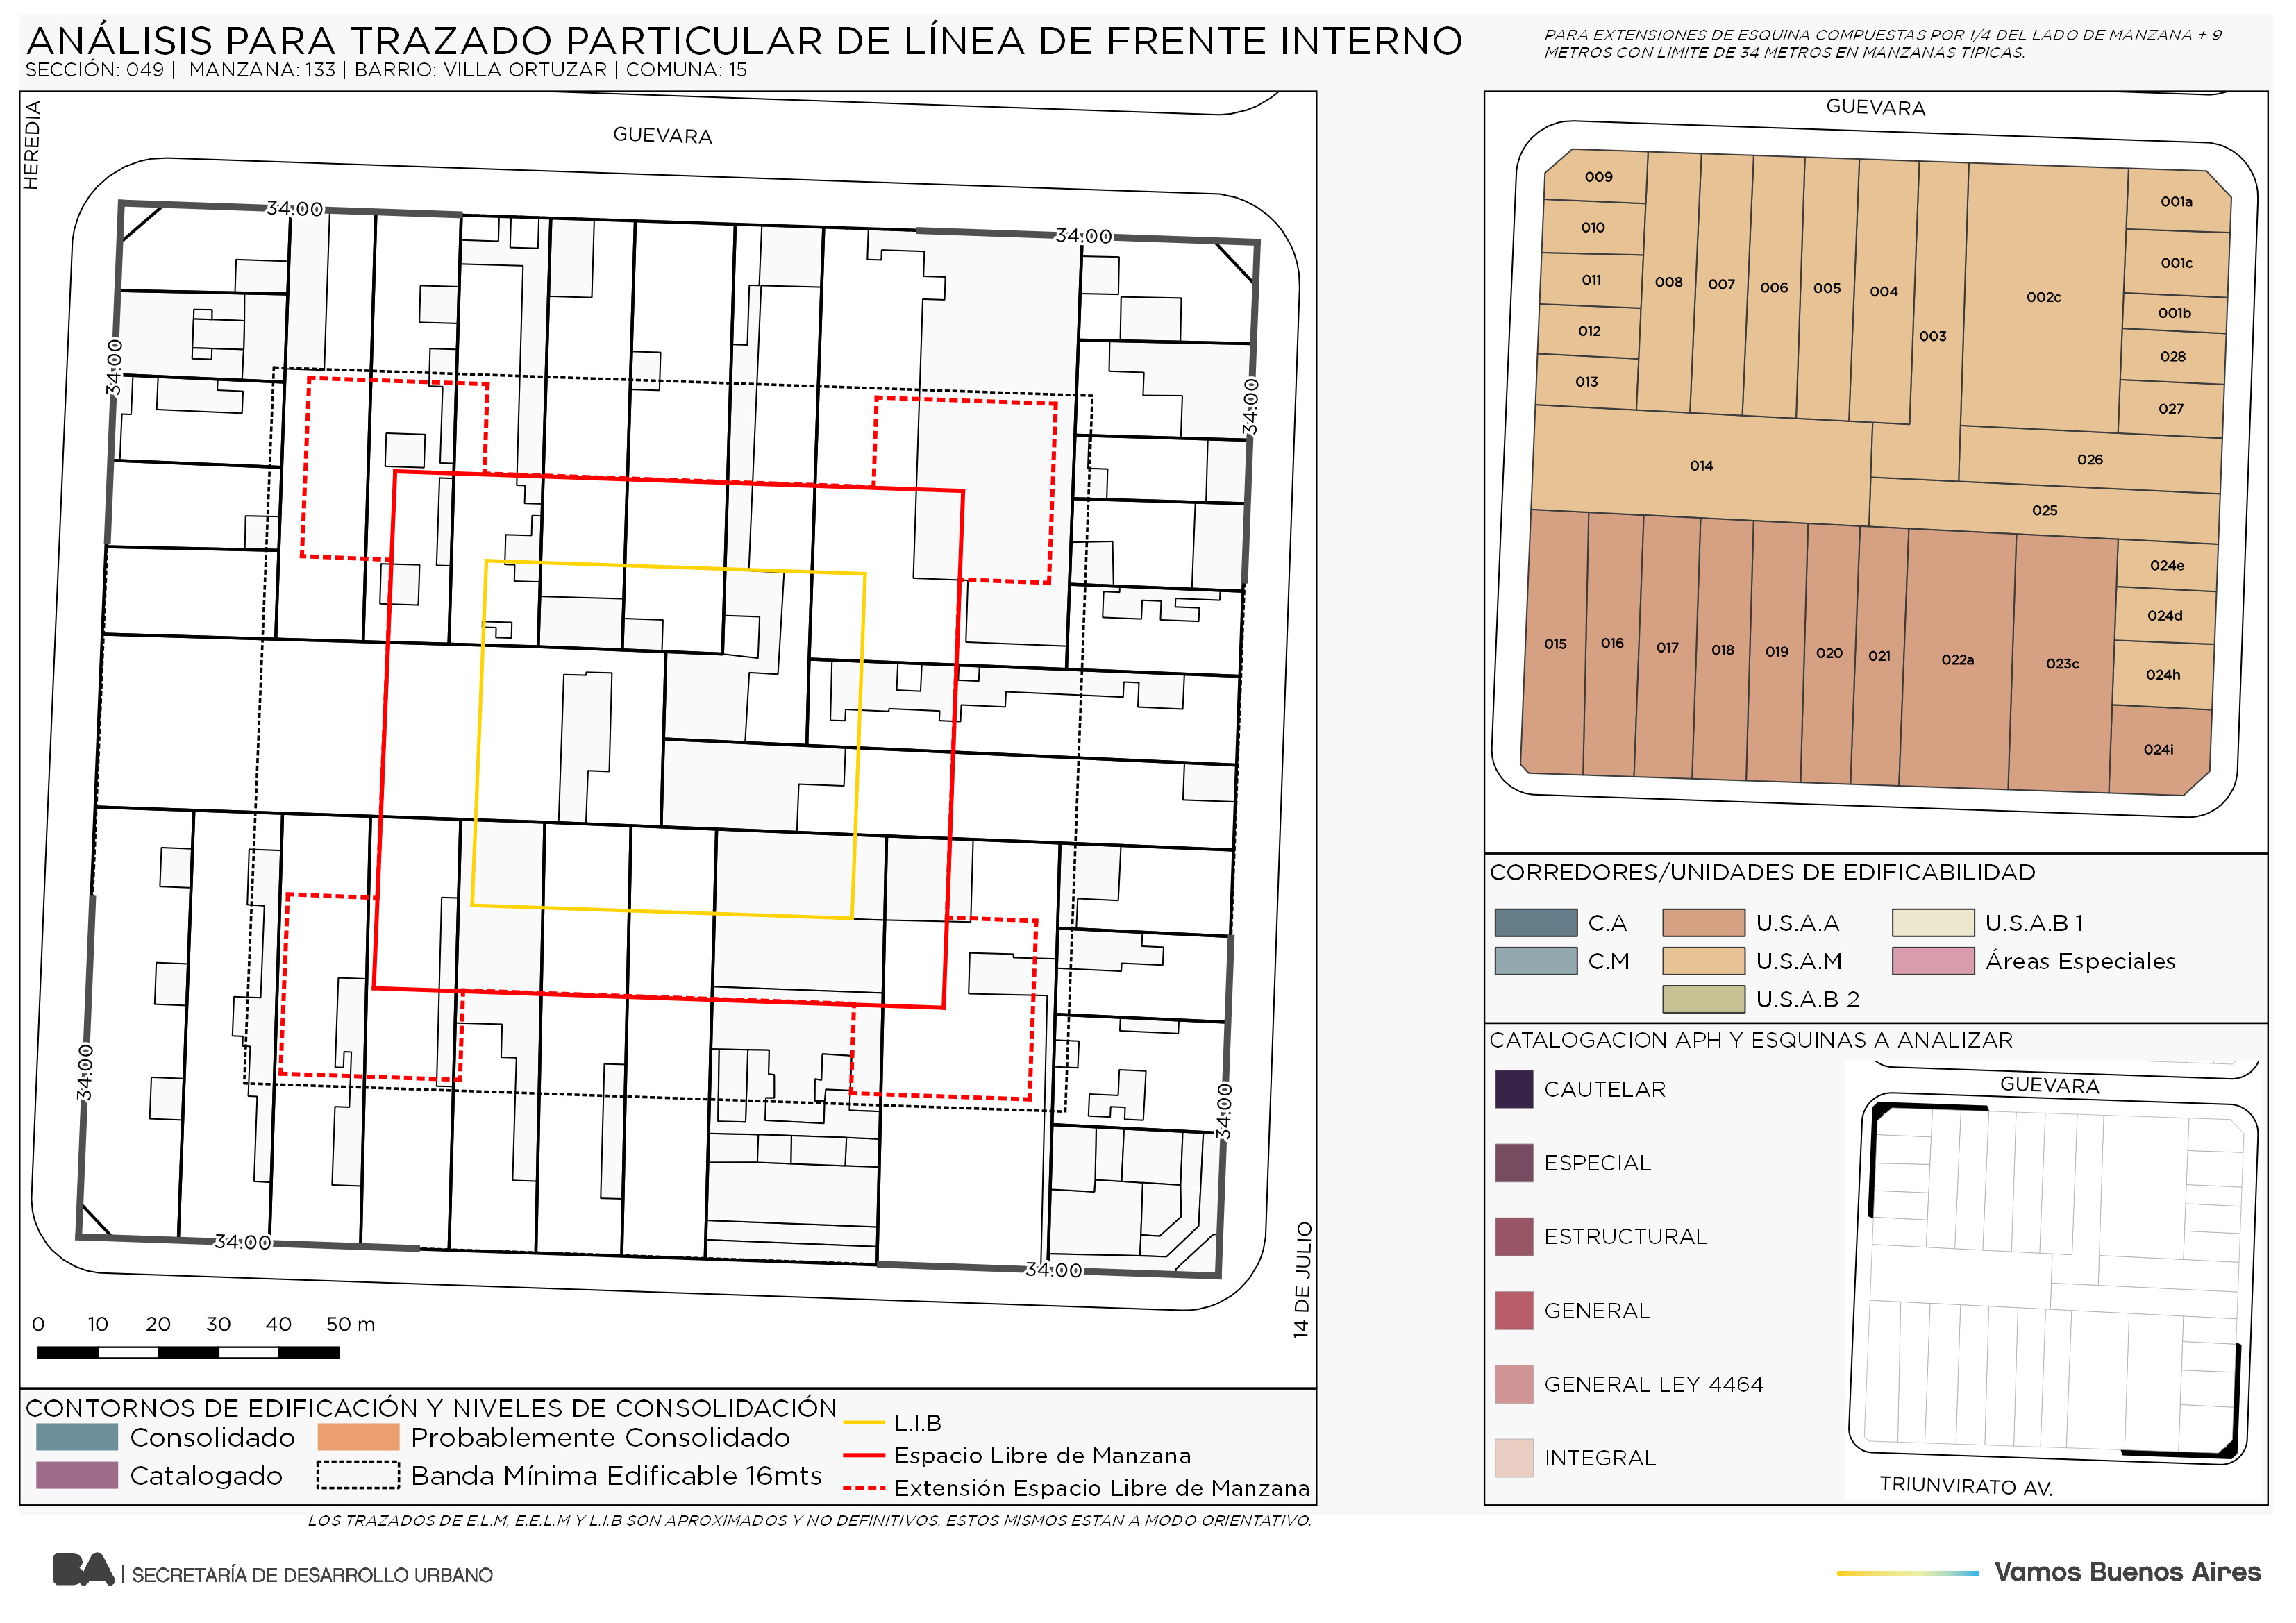 ANÁLISIS PARA TRAZADO PARTICULAR DE LÍNEA DE FRENTE INTERNO
SECCIÓN: 049 | MANZANA: 133 | BARRIO: VILLA ORTUZAR | COMUNA: 15
PARA EXTENSIONES DE ESQUINA COMPUESTAS POR 1/4 DEL LADO DE MANZANA + 9
METROS CON LIMITE DE 34 METROS EN MANZANAS TIPICAS.
HEREDIA
GUEVARA
34:00
34:00
34:00
34:00
34:00
34:00
34:00
34:00
14 DE JULIO
0 10 20 30 40 50 m
CONTORNOS DE EDIFICACIÓN Y NIVELES DE CONSOLIDACIÓN
Consolidado
Probablemente Consolidado
Catalogado
Banda Mínima Edificable 16mts
L.I.B
Espacio Libre de Manzana
Extensión Espacio Libre de Manzana
LOS TRAZADOS DE E.L.M, E.E.L.M Y L.I.B SON APROXIMADOS Y NO DEFINITIVOS. ESTOS MISMOS ESTAN A MODO ORIENTATIVO.
GUEVARA
009
010
011
012
013
008
007
006
005
004
003
002c
001a
001c
001b
028
027
014
026
025
015
016
017
018
019
020
021
022a
023c
024e
024d
024h
024i
CORREDORES/UNIDADES DE EDIFICABILIDAD
C.A
U.S.A.A
U.S.A.B 1
C.M
U.S.A.M
Áreas Especiales
U.S.A.B 2
CATALOGACION APH Y ESQUINAS A ANALIZAR
CAUTELAR
ESPECIAL
ESTRUCTURAL
GENERAL
GENERAL LEY 4464
INTEGRAL
GUEVARA
TRIUNVIRATO AV.
BA | SECRETARÍA DE DESARROLLO URBANO
Vamos Buenos Aires